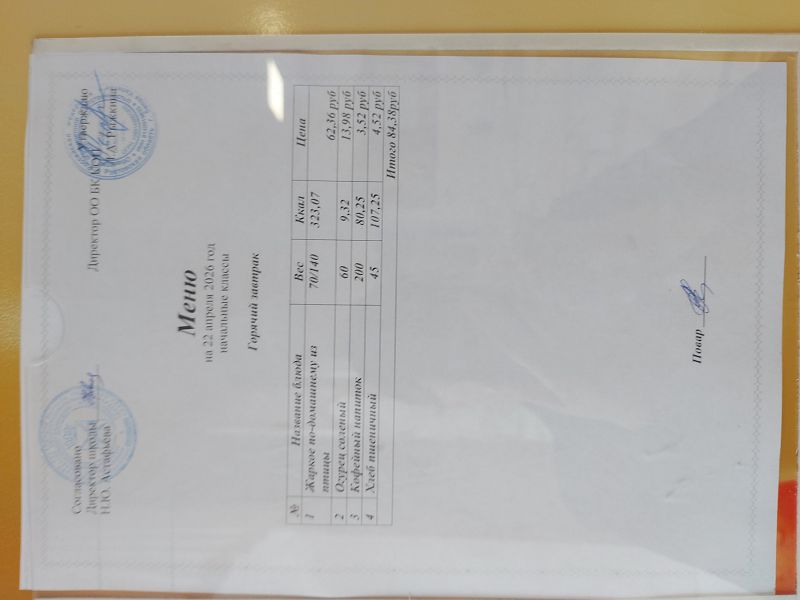 Согласовано
Директор школы
Н.Ю. Астафьева
Утверждаю
Директор ОО БК КОП
Меню
на 22 апреля 2026 год
начальные классы
Горячий завтрак
№ Название блюда Вес Ккал Цена
1 Жаркое по-домашнему из птицы 70/140 323,07 62,36 руб
2 Огурец соленый 60 9,32 13,98 руб
3 Кофейный напиток 200 80,25 3,52 руб
4 Хлеб пшеничный 45 107,25 4,52 руб
Итого 84,38руб
Повар